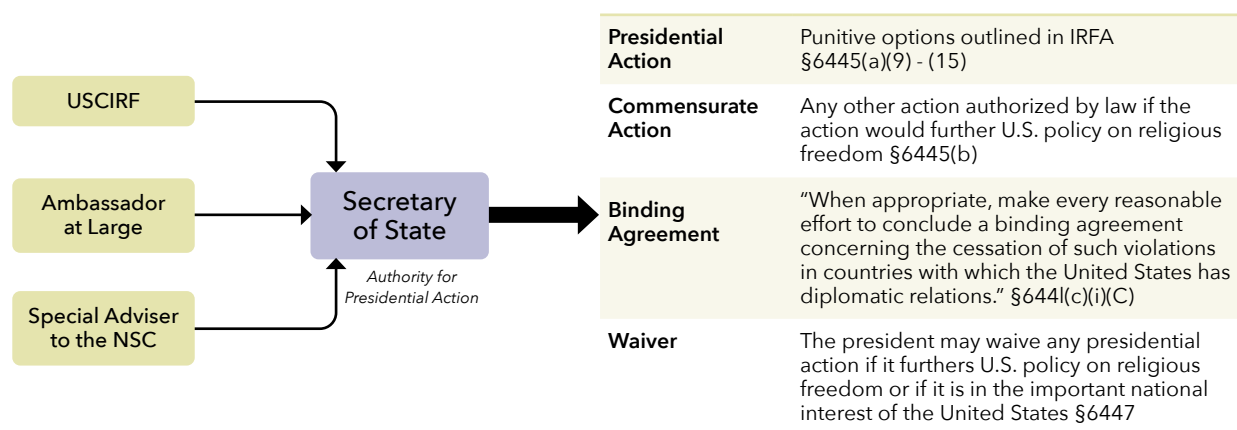 USCIRF
Ambassador
at Large
Special Adviser
to the NSC
Secretary
of State
Authority for
Presidential Action
Presidential
Action
Punitive options outlined in IRFA
§6445(a)(9) - (15)
Commensurate
Action
Any other action authorized by law if the
action would further U.S. policy on religious
freedom §6445(b)
Binding
Agreement
“When appropriate, make every reasonable
effort to conclude a binding agreement
concerning the cessation of such violations
in countries with which the United States has
diplomatic relations.” §644l(c)(i)(C)
Waiver
The president may waive any presidential
action if it furthers U.S. policy on religious
freedom or if it is in the important national
interest of the United States §6447